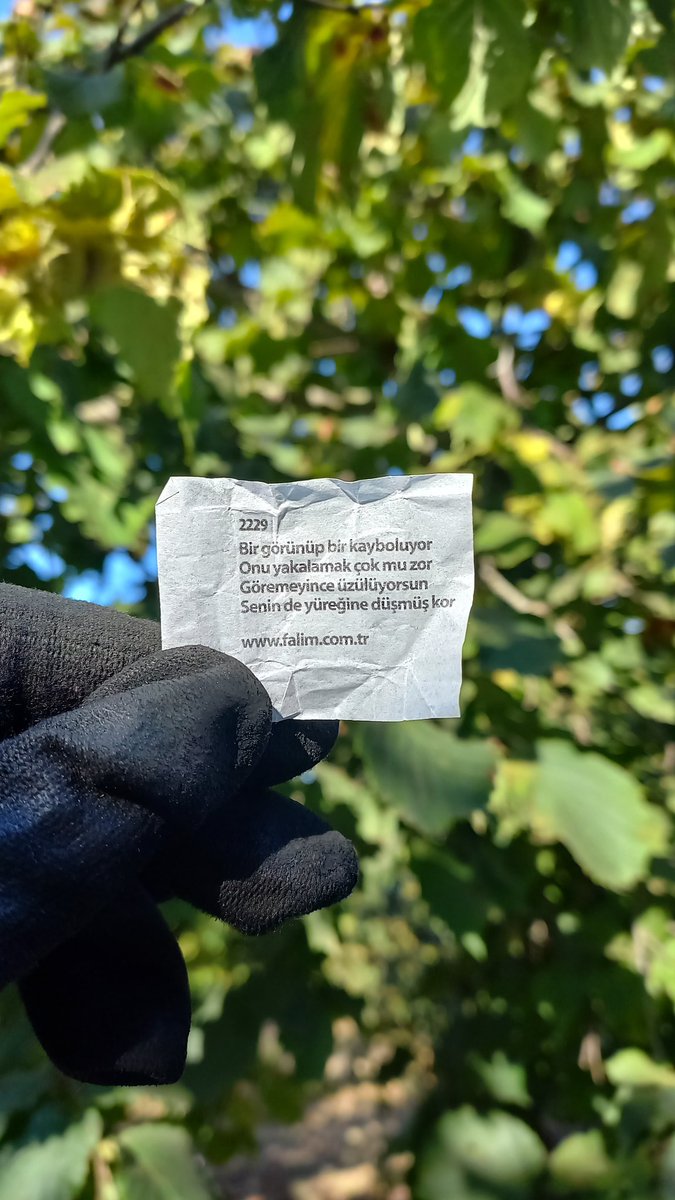 2229
Bir görünüp bir kayboluyor
Onu yakalamak çok mu zor
Göremeyince üzülüyorsun
Senin de yüreğine düşmüş kor
www.falim.com.tr